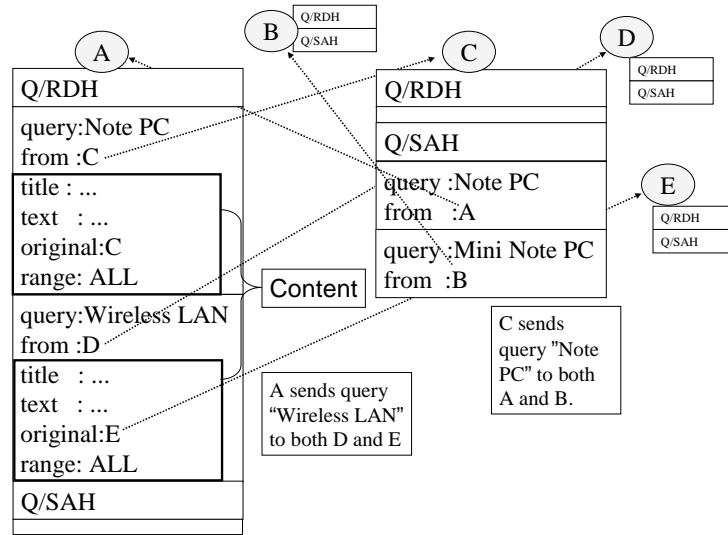 A
Q/RDH
query:Note PC
from :C
title : ...
text : ...
original:C
range: ALL
query:Wireless LAN
from :D
title : ...
text : ...
original:E
range: ALL
Q/SAH
Content
B
Q/RDH
Q/SAH
C
Q/RDH
Q/SAH
query :Note PC
from :A
query :Mini Note PC
from :B
D
Q/RDH
Q/SAH
E
Q/RDH
Q/SAH
A sends query
“Wireless LAN”
to both D and E
C sends
query ”Note
PC” to both
A and B.